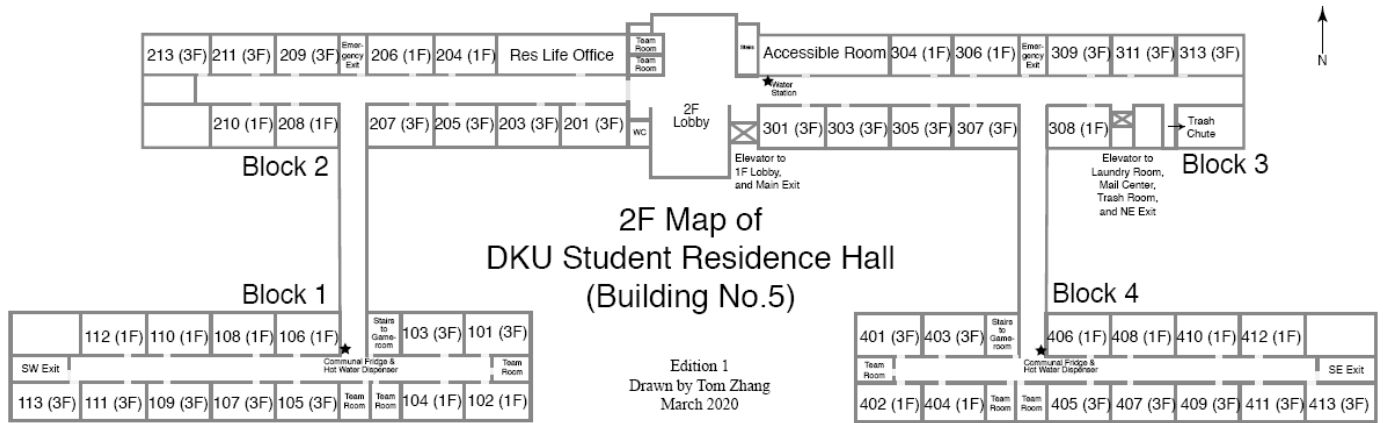 213 (3F) 211 (3F) 209 (3F) Emer-
gency
Exit
206 (1F) 204 (1F) Res Life Office
Team
Room
Team
Room
Stairs
Accessible Room 304 (1F) 306 (1F) Emer-
gency
Exit
309 (3F) 311 (3F) 313 (3F)
N
★ Water
Station
2F
Lobby
210 (1F) 208 (1F) 207 (3F) 205 (3F) 203 (3F) 201 (3F) WC
301 (3F) 303 (3F) 305 (3F) 307 (3F) 308 (1F) → Trash
Chute
Block 2
Elevator to
1F Lobby,
and Main Exit
Elevator to
Laundry Room,
Mail Center,
Trash Room,
and NE Exit
Block 3
2F Map of
DKU Student Residence Hall
(Building No.5)
Block 1
Block 4
112 (1F) 110 (1F) 108 (1F) 106 (1F) Stairs
to
Game-
room
103 (3F) 101 (3F)
SW Exit
★ Communal Fridge &
Hot Water Dispenser
Team
Room
113 (3F) 111 (3F) 109 (3F) 107 (3F) 105 (3F) Team
Room
Team
Room
104 (1F) 102 (1F)
Edition 1
Drawn by Tom Zhang
March 2020
401 (3F) 403 (3F) Stairs
to
Game-
room
406 (1F) 408 (1F) 410 (1F) 412 (1F)
Team
Room
★ Communal Fridge &
Hot Water Dispenser
SE Exit
402 (1F) 404 (1F) Team
Room
Team
Room
405 (3F) 407 (3F) 409 (3F) 411 (3F) 413 (3F)